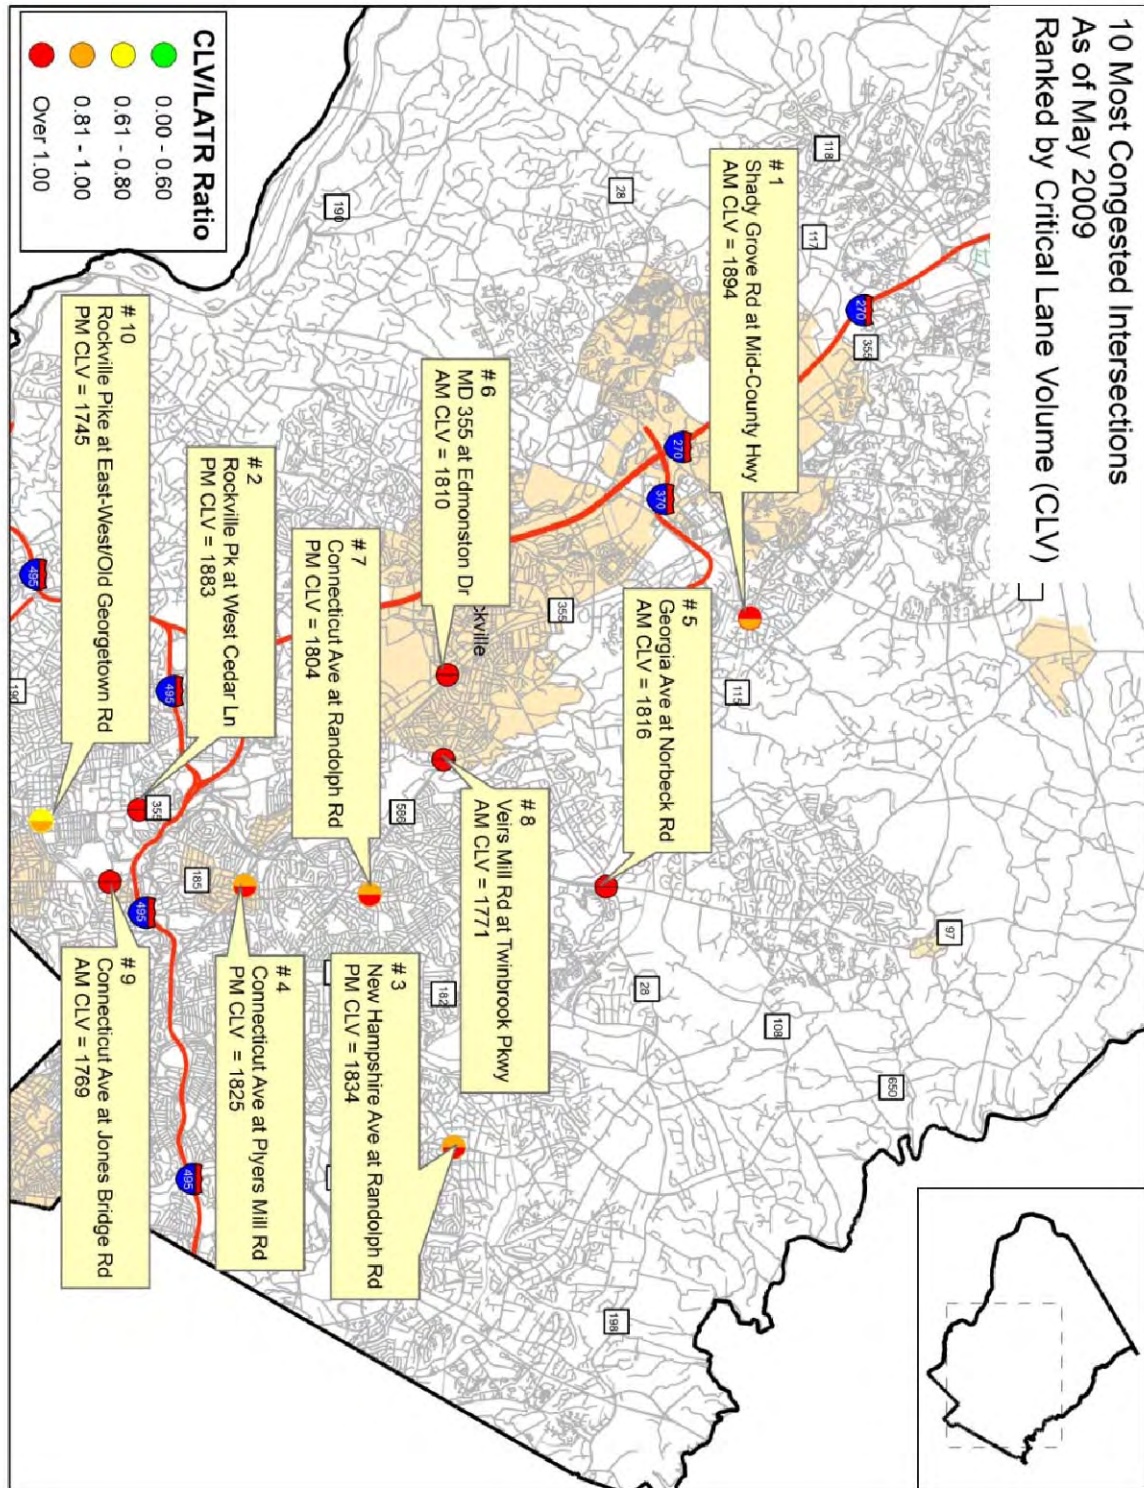 10 Most Congested Intersections
As of May 2009
Ranked by Critical Lane Volume (CLV)
# 1
Shady Grove Rd at Mid-County Hwy
AM CLV = 1894
# 5
Georgia Ave at Norbeck Rd
AM CLV = 1816
# 6
MD 355 at Edmonston Dr
AM CLV = 1810
# 8
Veirs Mill Rd at Twinbrook Pkwy
AM CLV = 1771
# 7
Connecticut Ave at Randolph Rd
PM CLV = 1804
# 3
New Hampshire Ave at Randolph Rd
PM CLV = 1834
# 2
Rockville Pk at West Cedar Ln
PM CLV = 1883
# 4
Connecticut Ave at Plyers Mill Rd
PM CLV = 1825
# 10
Rockville Pike at East-West/Old Georgetown Rd
PM CLV = 1745
# 9
Connecticut Ave at Jones Bridge Rd
AM CLV = 1769
ckville
118
117
28
190
270
355
270
370
355
115
97
108
650
28
182
198
586
185
355
495
495
495
495
190
CLV/LATR Ratio
0.00 - 0.60
0.61 - 0.80
0.81 - 1.00
Over 1.00